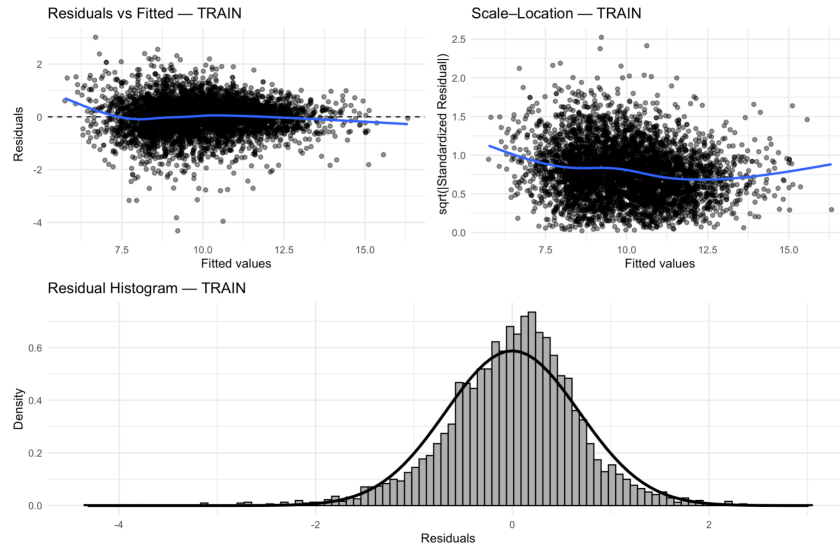 Residuals vs Fitted — TRAIN
2
0
-2
-4
Residuals
7.5 10.0 12.5 15.0
Fitted values
Scale–Location — TRAIN
2.5
2.0
1.5
1.0
0.5
0.0
sqrt(|Standardized Residual|)
7.5 10.0 12.5 15.0
Fitted values
Residual Histogram — TRAIN
0.6
0.4
0.2
0.0
Density
-4 -2 0 2
Residuals